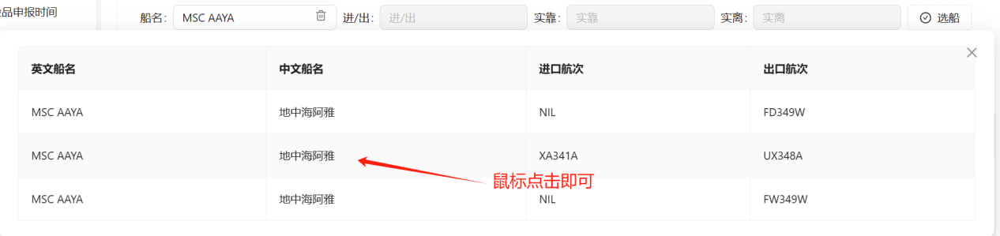 品申报时间
船名: MSC AAYA 进/出: 进/出 实靠: 实靠 实离: 实离 选船
英文船名 中文船名 进口航次 出口航次
MSC AAYA 地中海阿雅 NIL FD349W
MSC AAYA 地中海阿雅 XA341A UX348A
鼠标点击即可
MSC AAYA 地中海阿雅 NIL FW349W